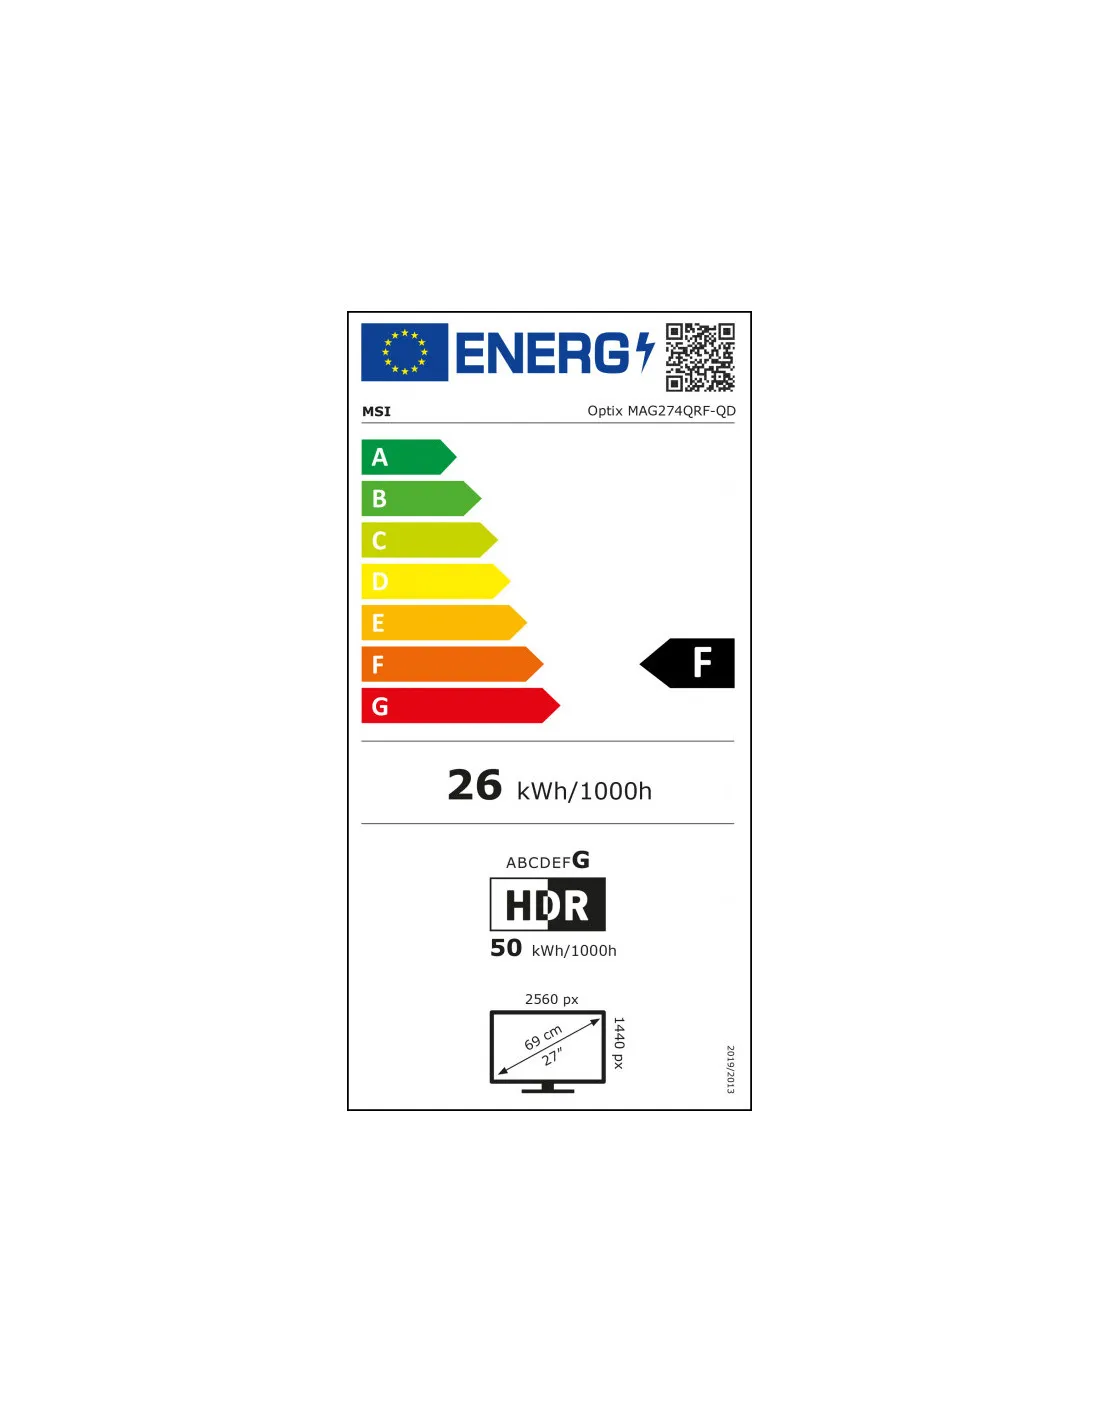 ENERG
MSI
Optix MAG274QRF-QD
A
B
C
D
E
F
F
G
26 kWh/1000h
ABCDEFG
HDR
50 kWh/1000h
2560 px
69 cm
27"
1440 px
2019/2013